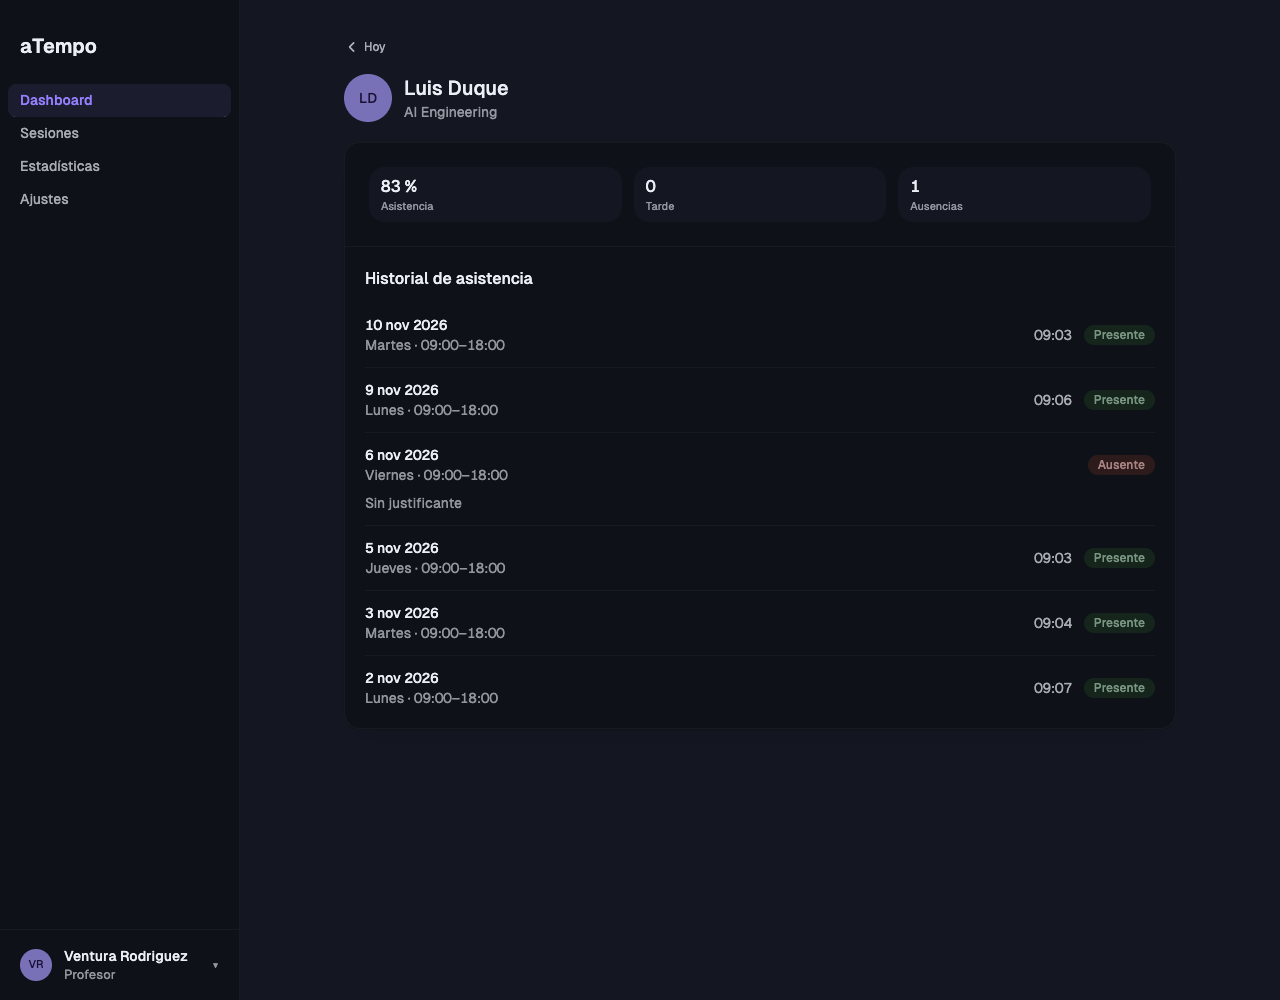 aTempo
Dashboard
Sesiones
Estadísticas
Ajustes
Hoy
LD
Luis Duque
AI Engineering
83 %
Asistencia
0
Tarde
1
Ausencias
Historial de asistencia
10 nov 2026
Martes · 09:00–18:00
09:03 Presente
9 nov 2026
Lunes · 09:00–18:00
09:06 Presente
6 nov 2026
Viernes · 09:00–18:00
Ausente
Sin justificante
5 nov 2026
Jueves · 09:00–18:00
09:03 Presente
3 nov 2026
Martes · 09:00–18:00
09:04 Presente
2 nov 2026
Lunes · 09:00–18:00
09:07 Presente
VR
Ventura Rodriguez
Profesor